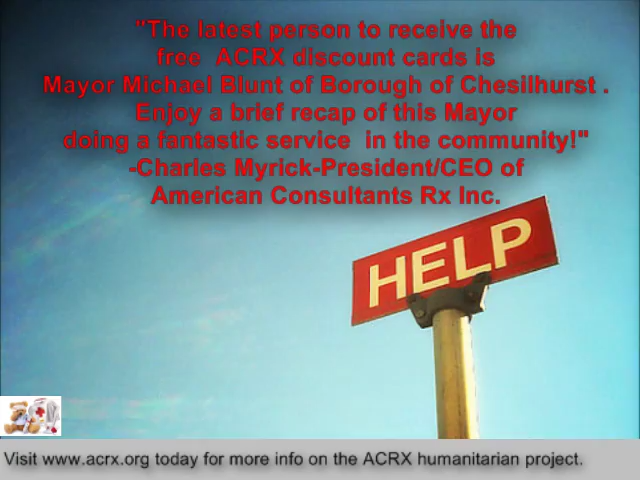 "The latest person to receive the
free ACRX discount cards is
Mayor Michael Blunt of Borough of Chesilhurst .
Enjoy a brief recap of this Mayor
doing a fantastic service in the community!"
-Charles Myrick-President/CEO of
American Consultants Rx Inc.
HELP
Visit www.acrx.org today for more info on the ACRX humanitarian project.